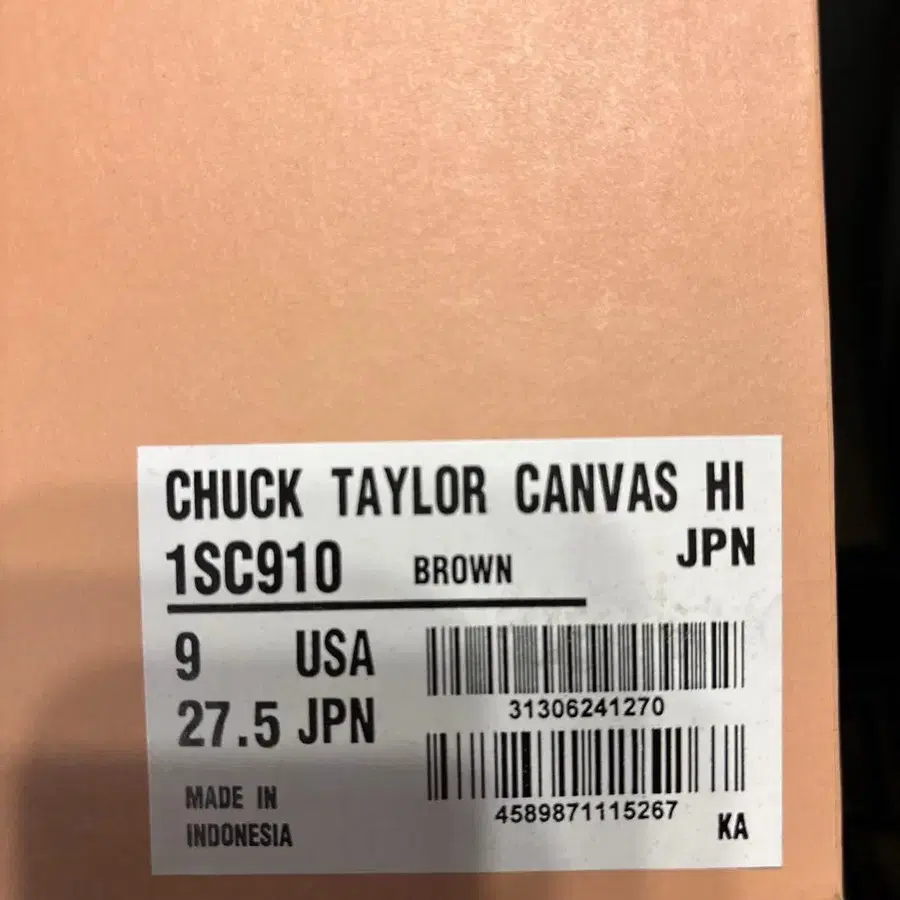 CHUCK TAYLOR CANVAS HI
JPN
1SC910 BROWN
9 USA
27.5 JPN
31306241270
4589871115267
MADE IN
INDONESIA
KA